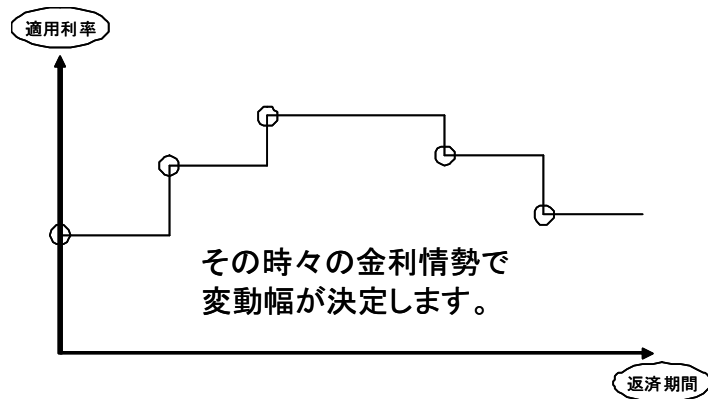 適用利率
その時々の金利情勢で
変動幅が決定します。
返済期間